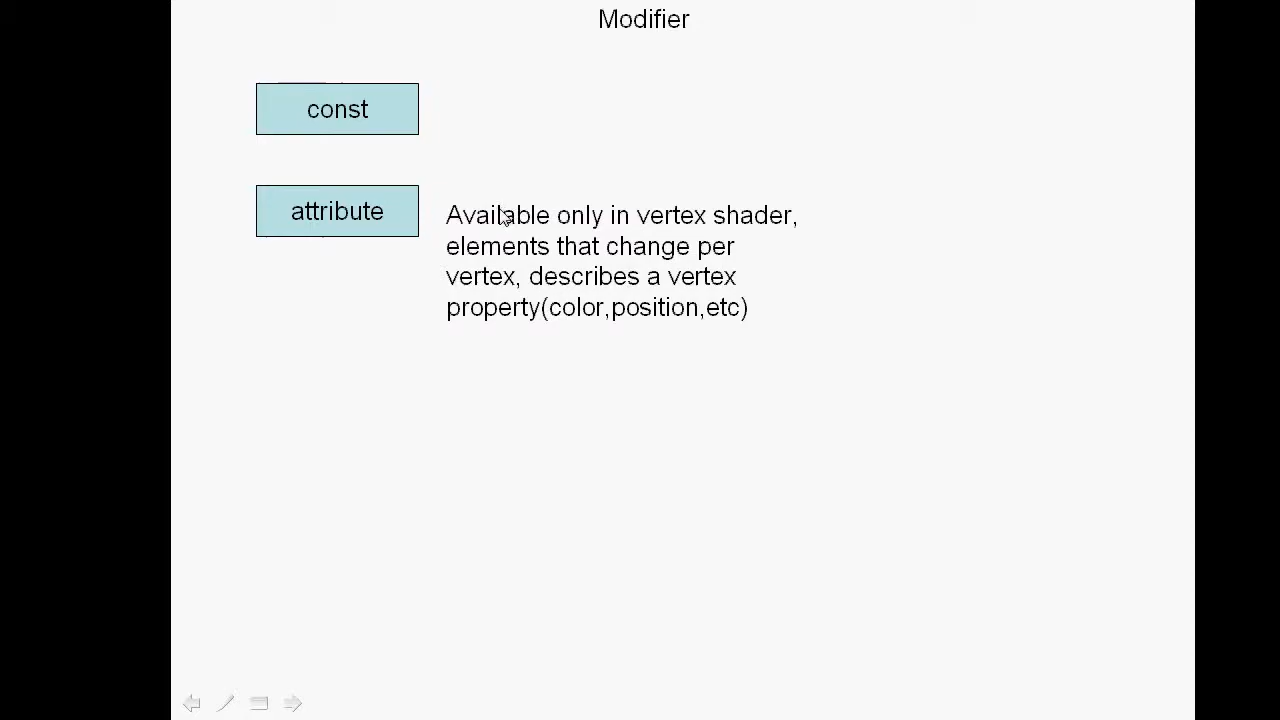 Modifier
const
attribute
Available only in vertex shader,
elements that change per
vertex, describes a vertex
property(color,position,etc)